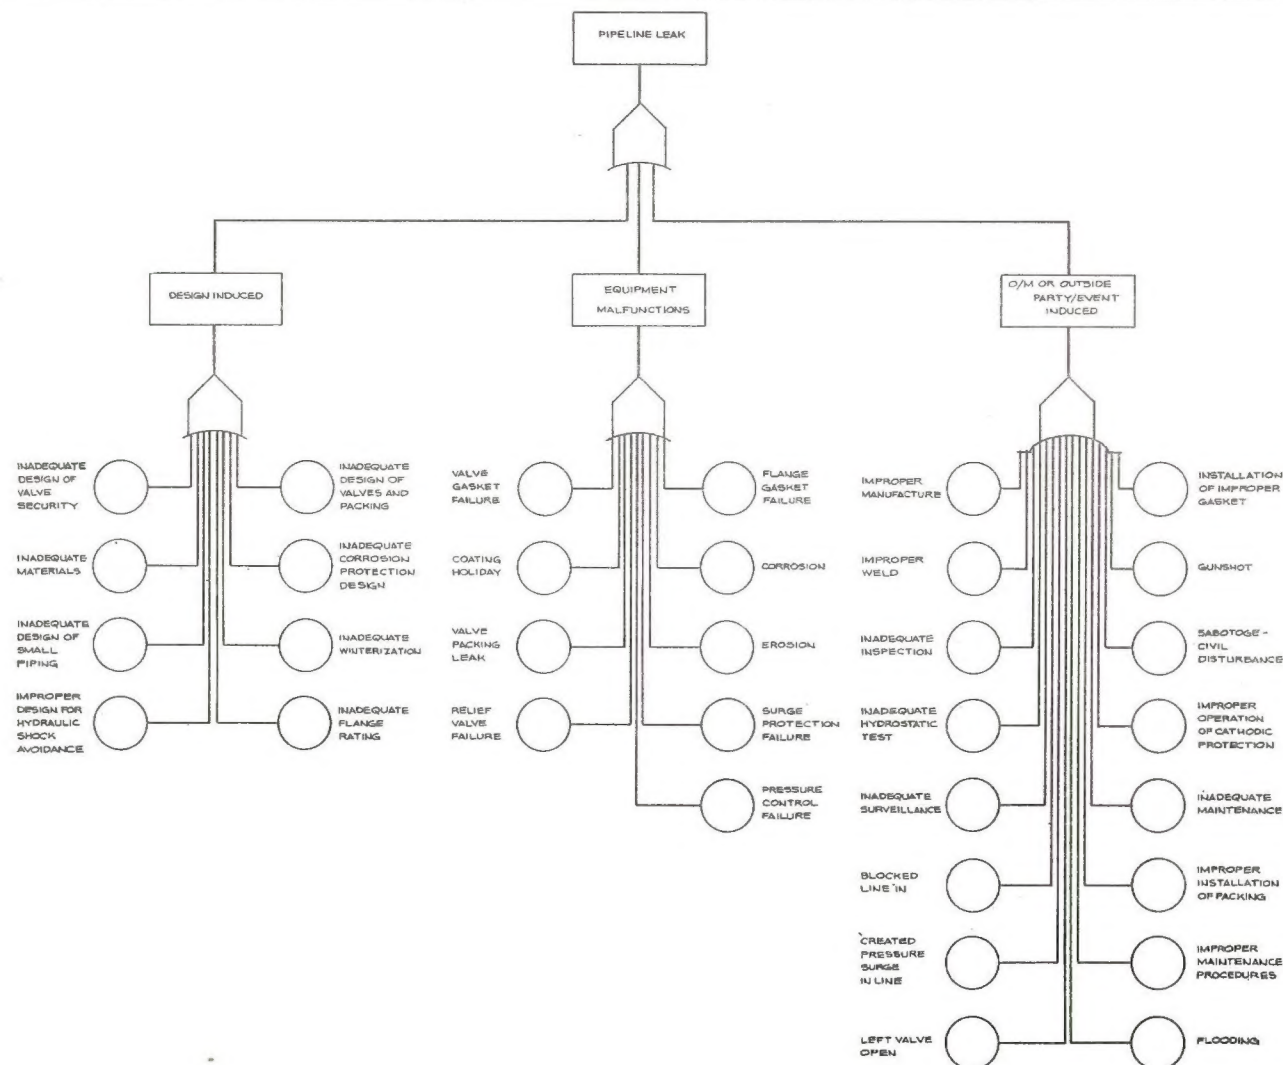 PIPELINE LEAK
DESIGN INDUCED
EQUIPMENT
MALFUNCTIONS
O/M OR OUTSIDE
PARTY/EVENT
INDUCED
INADEQUATE
DESIGN OF
VALVE
SECURITY
INADEQUATE
DESIGN OF
VALVES AND
PACKING
INADEQUATE
MATERIALS
INADEQUATE
CORROSION
PROTECTION
DESIGN
INADEQUATE
DESIGN OF
SMALL
PIPING
INADEQUATE
WINTERIZATION
IMPROPER
DESIGN FOR
HYDRAULIC
SHOCK
AVOIDANCE
INADEQUATE
FLANGE
RATING
VALVE
GASKET
FAILURE
FLANGE
GASKET
FAILURE
COATING
HOLIDAY
CORROSION
VALVE
PACKING
LEAK
EROSION
RELIEF
VALVE
FAILURE
SURGE
PROTECTION
FAILURE
PRESSURE
CONTROL
FAILURE
IMPROPER
MANUFACTURE
INSTALLATION
OF IMPROPER
GASKET
IMPROPER
WELD
GUNSHOT
INADEQUATE
INSPECTION
SABOTOGE-
CIVIL
DISTURBANCE
INADEQUATE
HYDROSTATIC
TEST
IMPROPER
OPERATION
OF CATHODIC
PROTECTION
INADEQUATE
SURVEILLANCE
INADEQUATE
MAINTENANCE
BLOCKED
LINE IN
IMPROPER
INSTALLATION
OF PACKING
CREATED
PRESSURE
SURGE
IN LINE
IMPROPER
MAINTENANCE
PROCEDURES
LEFT VALVE
OPEN
FLOODING